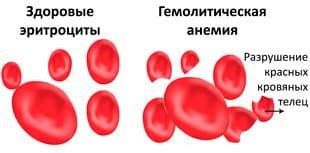 Здоровые
эритроциты
Гемолитическая
анемия
Разрушение
красных
кровяных
телец